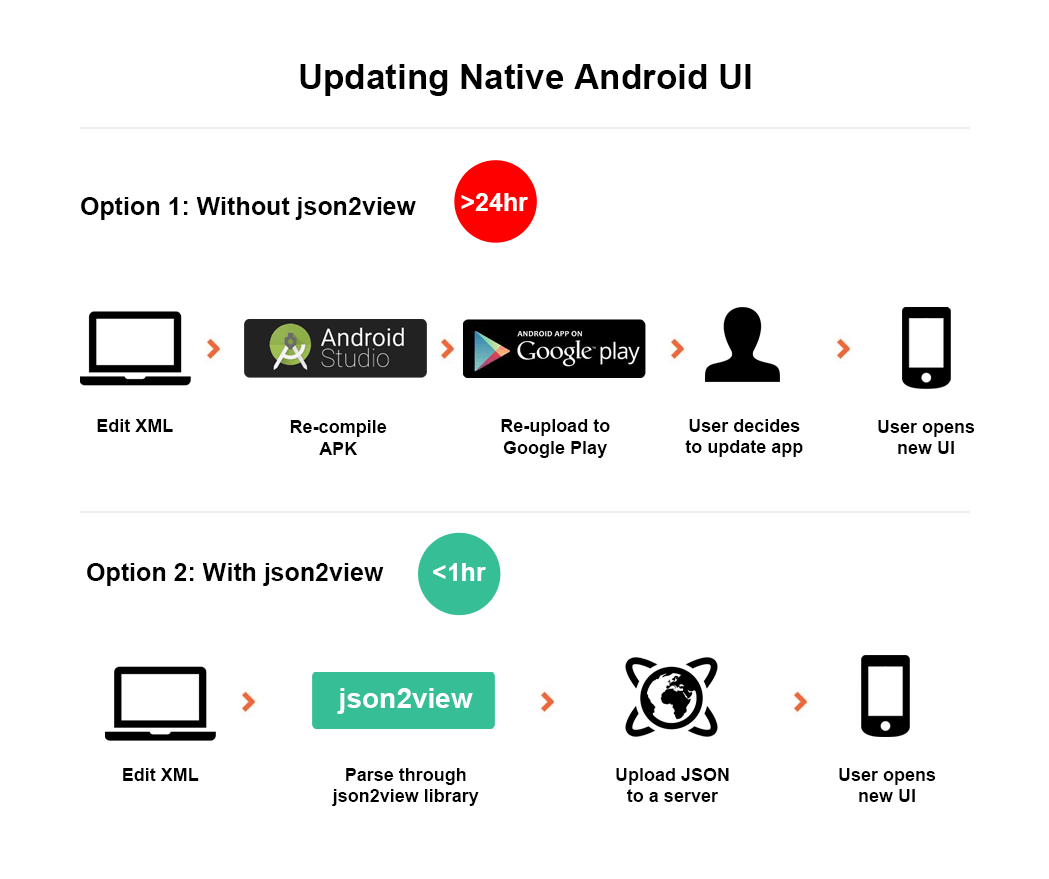 Updating Native Android UI
Option 1: Without json2view
>24hr
Android
Studio
ANDROID APP ON
Google play
Edit XML
Re-compile
APK
Re-upload to
Google Play
User decides
to update app
User opens
new UI
Option 2: With json2view
<1hr
json2view
Edit XML
Parse through
json2view library
Upload JSON
to a server
User opens
new UI